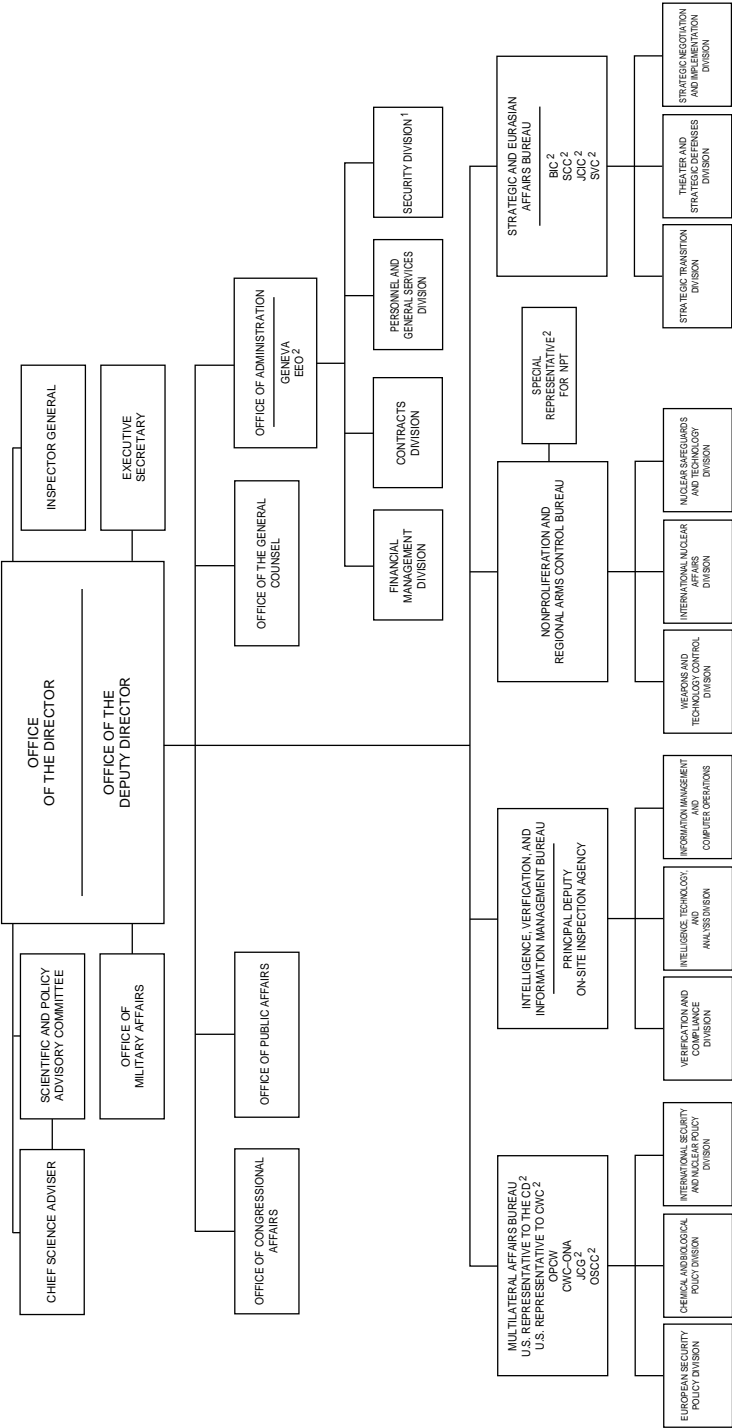 OFFICE
OF THE DIRECTOR
OFFICE OF THE
DEPUTY DIRECTOR
CHIEF SCIENCE ADVISER
SCIENTIFIC AND POLICY
ADVISORY COMMITTEE
INSPECTOR GENERAL
OFFICE OF
MILITARY AFFAIRS
EXECUTIVE
SECRETARY
OFFICE OF CONGRESSIONAL
AFFAIRS
OFFICE OF PUBLIC AFFAIRS
OFFICE OF THE GENERAL
COUNSEL
OFFICE OF ADMINISTRATION
GENEVA
EEO 2
FINANCIAL
MANAGEMENT
DIVISION
CONTRACTS
DIVISION
PERSONNEL AND
GENERAL SERVICES
DIVISION
SECURITY DIVISION 1
MULTILATERAL AFFAIRS BUREAU
U.S. REPRESENTATIVE TO THE CD 2
U.S. REPRESENTATIVE TO CWC 2
OPCW
CWC–ONA
JCG 2
OSCC 2
INTELLIGENCE, VERIFICATION, AND
INFORMATION MANAGEMENT BUREAU
PRINCIPAL DEPUTY
ON-SITE INSPECTION AGENCY
NONPROLIFERATION AND
REGIONAL ARMS CONTROL BUREAU
SPECIAL
REPRESENTATIVE 2
FOR NPT
STRATEGIC AND EURASIAN
AFFAIRS BUREAU
BIC 2
SCC 2
JCIC 2
SVC 2
EUROPEAN SECURITY
POLICY DIVISION
CHEMICAL AND BIOLOGICAL
POLICY DIVISION
INTERNATIONAL SECURITY
AND NUCLEAR POLICY
DIVISION
VERIFICATION AND
COMPLIANCE
DIVISION
INTELLIGENCE, TECHNOLOGY,
AND
ANALYSIS DIVISION
INFORMATION MANAGEMENT
AND
COMPUTER OPERATIONS
WEAPONS AND
TECHNOLOGY CONTROL
DIVISION
INTERNATIONAL NUCLEAR
AFFAIRS
DIVISION
NUCLEAR SAFEGUARDS
AND TECHNOLOGY
DIVISION
STRATEGIC TRANSITION
DIVISION
THEATER AND
STRATEGIC DEFENSES
DIVISION
STRATEGIC NEGOTIATION
AND IMPLEMENTATION
DIVISION